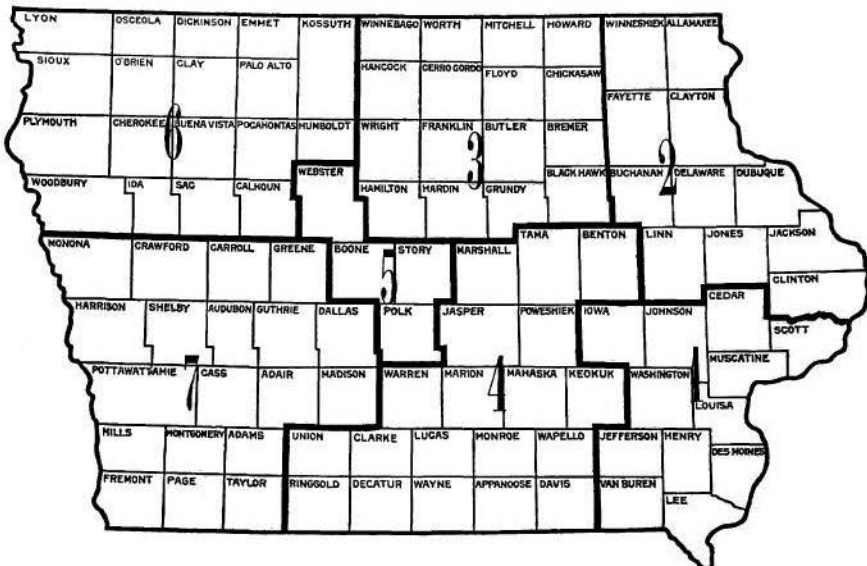 LYON OSCEOLA DICKINSON EMMET KOSSUTH WINNEBAGO WORTH MITCHELL HOWARD WINNESHIEK ALLAMAKEE
SIOUX O'BRIEN CLAY PALO ALTO HANCOCK CERRO GORDO FLOYD CHICKASAW
FAYETTE CLAYTON
PLYMOUTH CHEROKEE BUENA VISTA POCAHONTAS HUMBOLDT WRIGHT FRANKLIN BUTLER BREMER
6 3 2
WOODBURY IDA SAC CALHOUN WEBSTER HAMILTON HARDIN GRUNDY BLACK HAWK BUCHANAN DELAWARE DUBUQUE
MONONA CRAWFORD CARROLL GREENE BOONE STORY MARSHALL TAMA BENTON LINN JONES JACKSON
5
CLINTON
HARRISON SHELBY AUDUBON GUTHRIE DALLAS POLK JASPER POWESHIEK IOWA JOHNSON CEDAR
SCOTT
MUSCATINE
POTTAWATTAMIE CASS ADAIR MADISON WARREN MARION MAHASKA KEOKUK WASHINGTON
7 4 1
LOUISA
MILLS MONTGOMERY ADAMS UNION CLARKE LUCAS MONROE WAPELLO JEFFERSON HENRY
DES MOINES
FREMONT PAGE TAYLOR RINGGOLD DECATUR WAYNE APPANOOSE DAVIS VAN BUREN
LEE